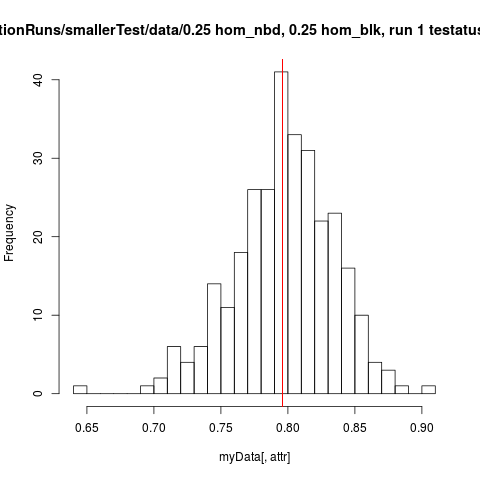 tionRuns/smallerTest/data/0.25 hom_nbd, 0.25 hom_blk, run 1 testatus
Frequency
40
30
20
10
0
0.65 0.70 0.75 0.80 0.85 0.90
myData[, attr]